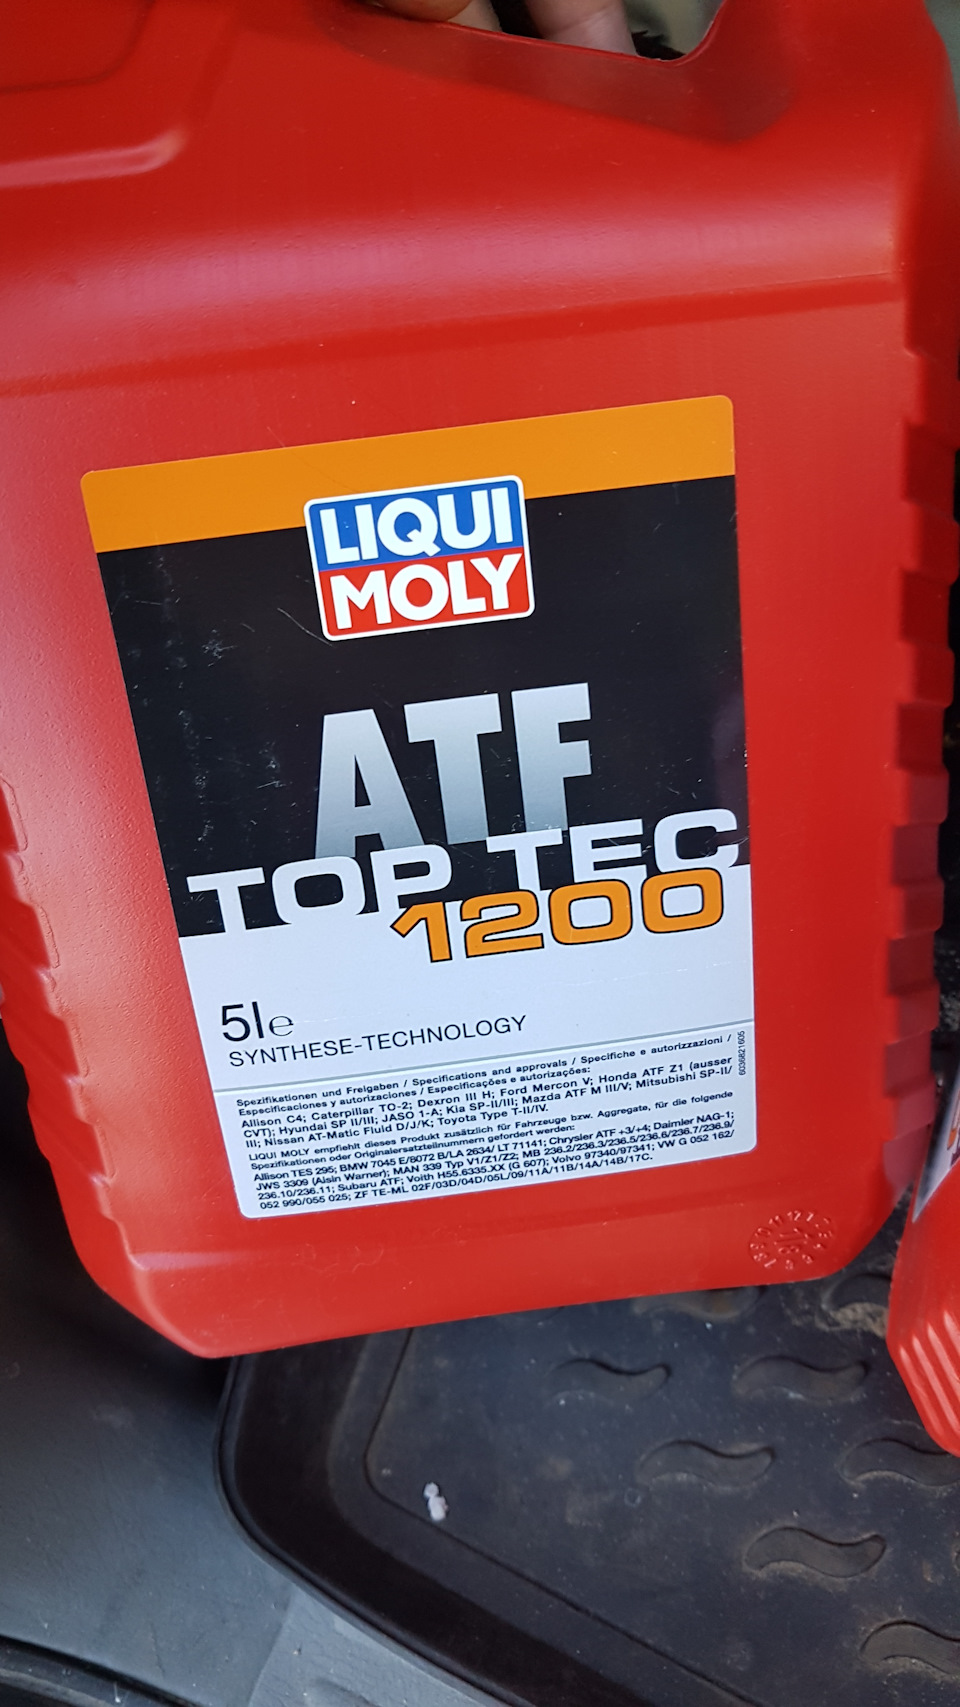 LIQUI
MOLY
ATF
TOP TEC
1200
5l e
SYNTHESE-TECHNOLOGY
Spezifikationen und Freigaben / Specifications and approvals / Specifiche e autorizzazioni /
Especificaciones y autorizaciones / Especificações e autorizações:
Allison C4; Caterpillar TO-2; Dexron III H; Ford Mercon V; Honda ATF Z1 (ausser
CVT); Hyundai SP II/III; JASO 1-A; Kia SP-II/III; Mazda ATF M III/V; Mitsubishi SP-II/
III; Nissan AT-Matic Fluid D/J/K; Toyota Type T-II/IV.
LIQUI MOLY empfiehlt dieses Produkt zusätzlich für Fahrzeuge bzw. Aggregate, für die folgende
Spezifikationen oder Originalersatzteilnummern gefordert werden:
Allison TES 295; BMW 7045 E/8072 B/LA 2634/ LT 71141; Chrysler ATF +3/+4; Daimler NAG-1;
JWS 3309 (Aisin Warner); MAN 339 Typ V1/Z1/Z2; MB 236.2/236.3/236.5/236.6/236.7/236.9/
236.10/236.11; Subaru ATF; Voith H55.6335.XX (G 607); Volvo 97340/97341; VW G 052 162/
052 990/055 025; ZF TE-ML 02F/03D/04D/05L/09/11A/11B/14A/14B/17C.
6036821605